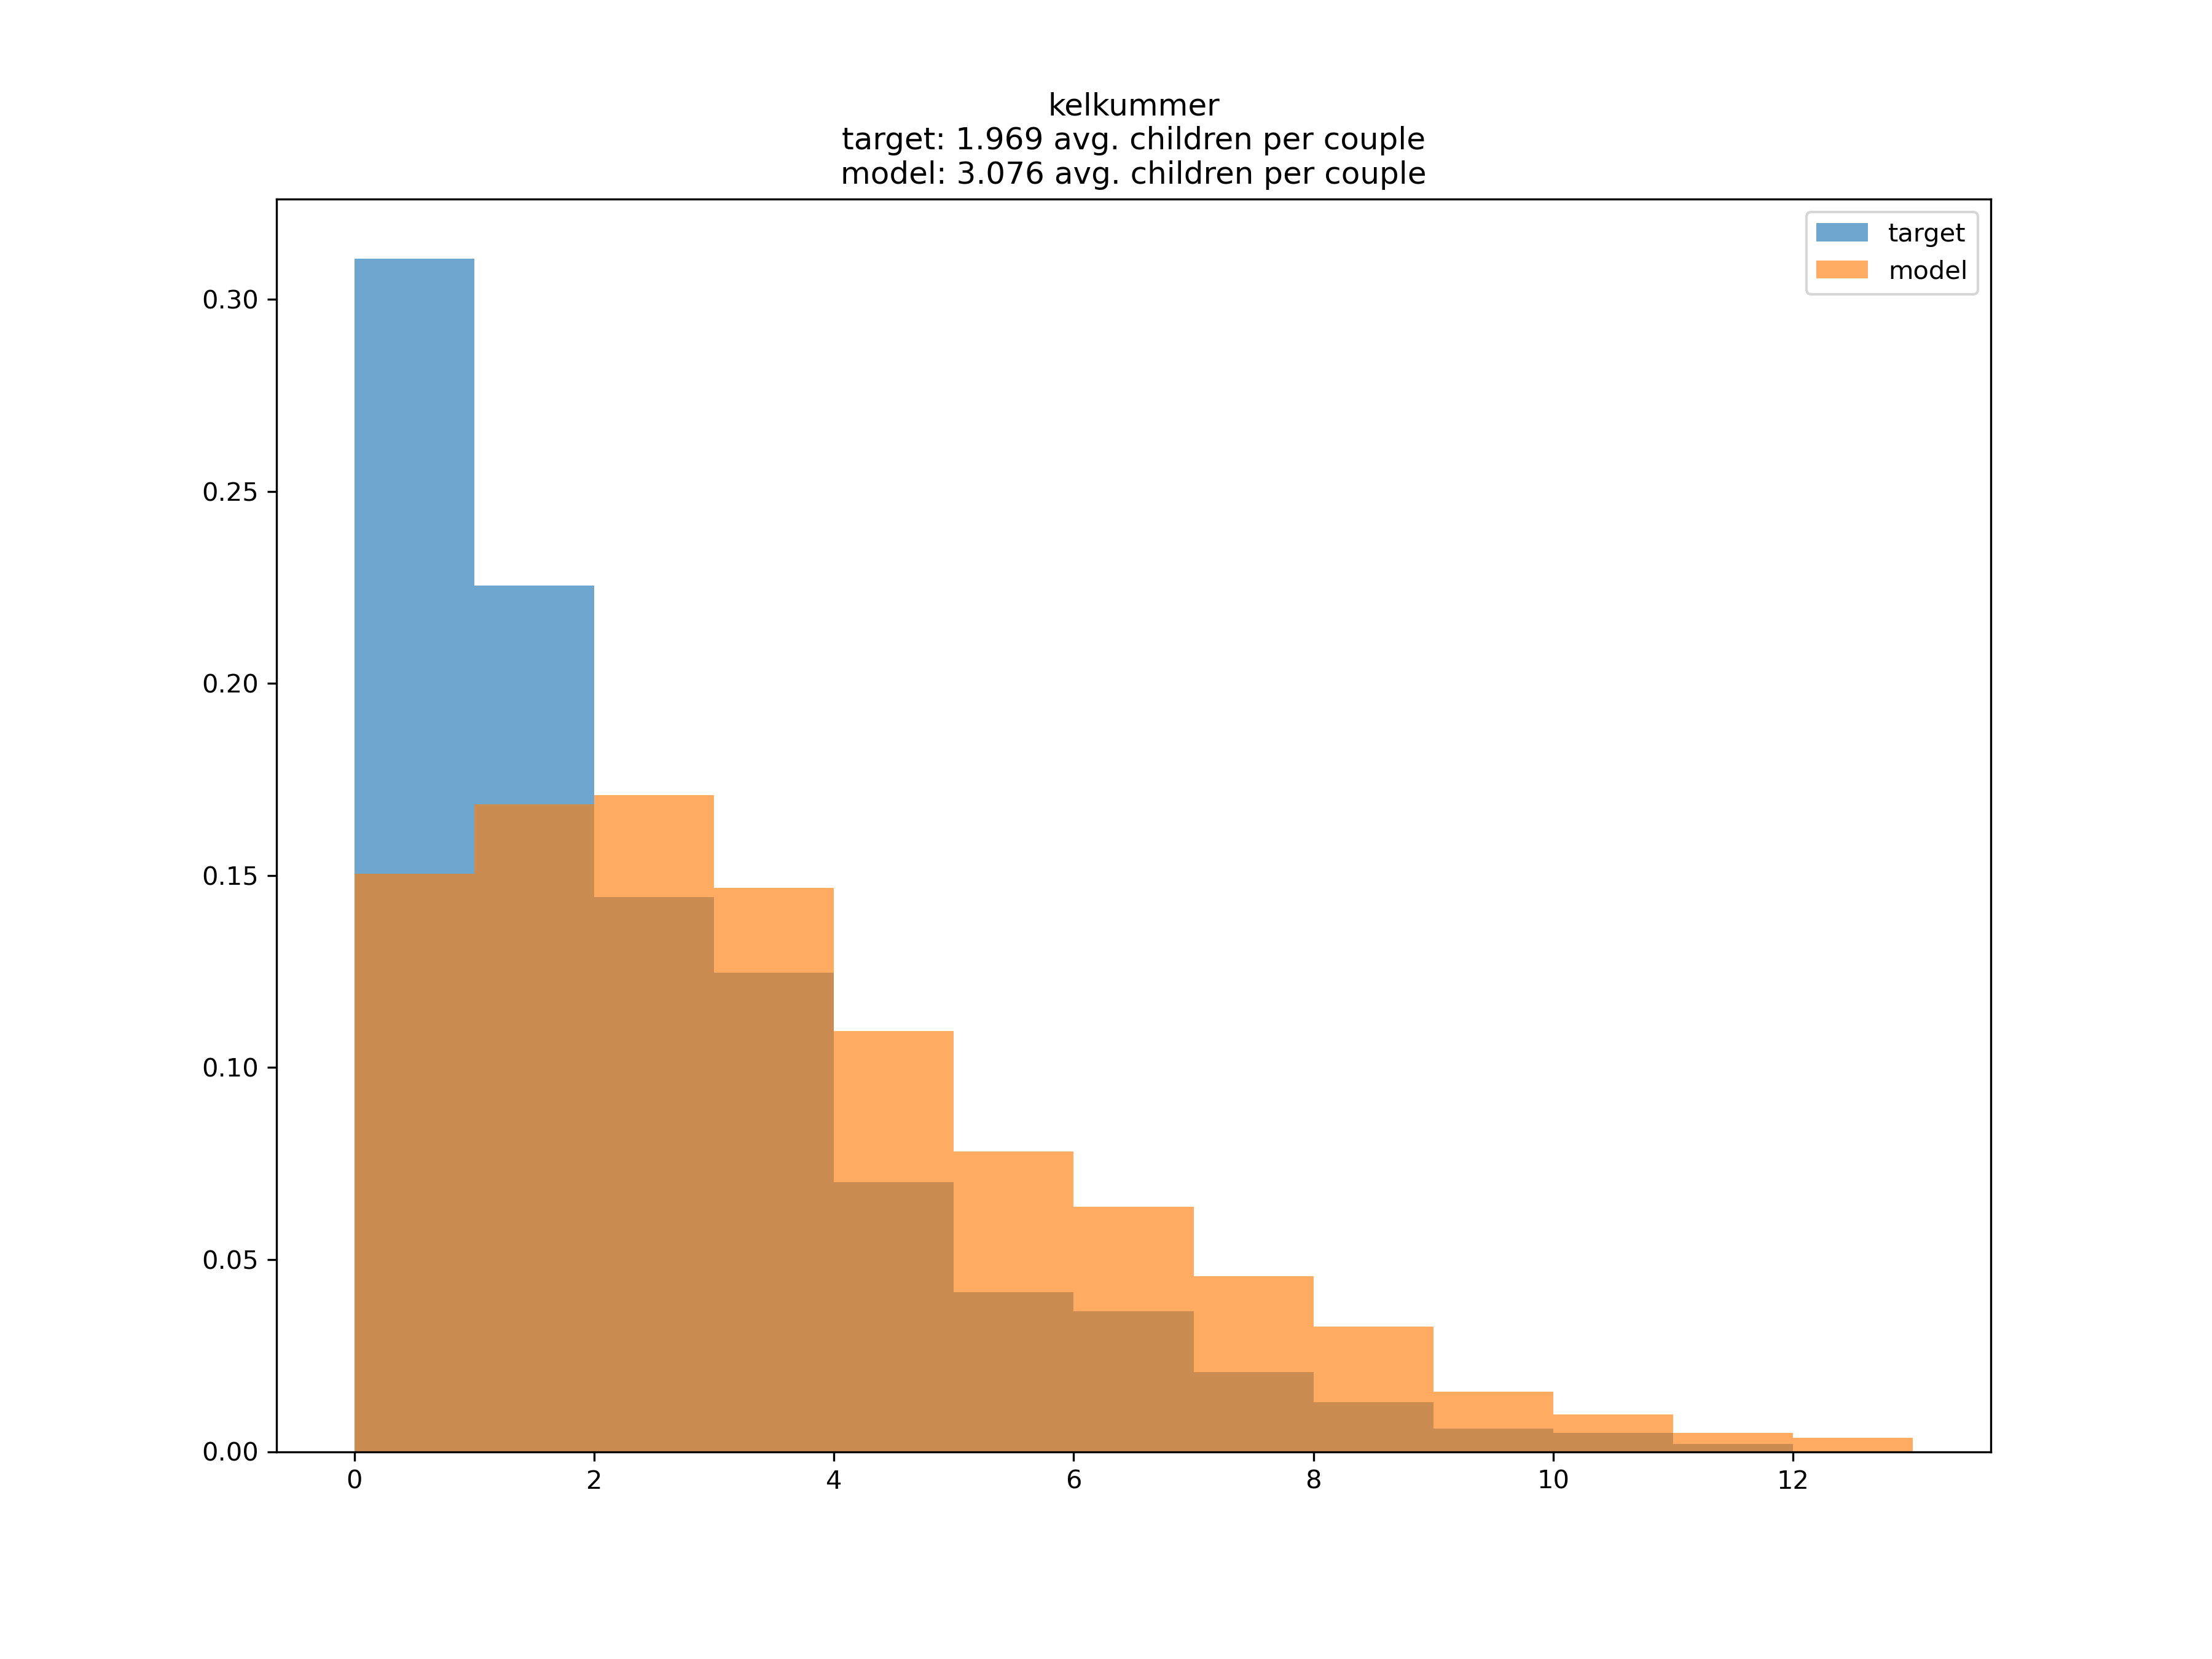 kelkummer
target: 1.969 avg. children per couple
model: 3.076 avg. children per couple
target
model
0.30
0.25
0.20
0.15
0.10
0.05
0.00
0 2 4 6 8 10 12